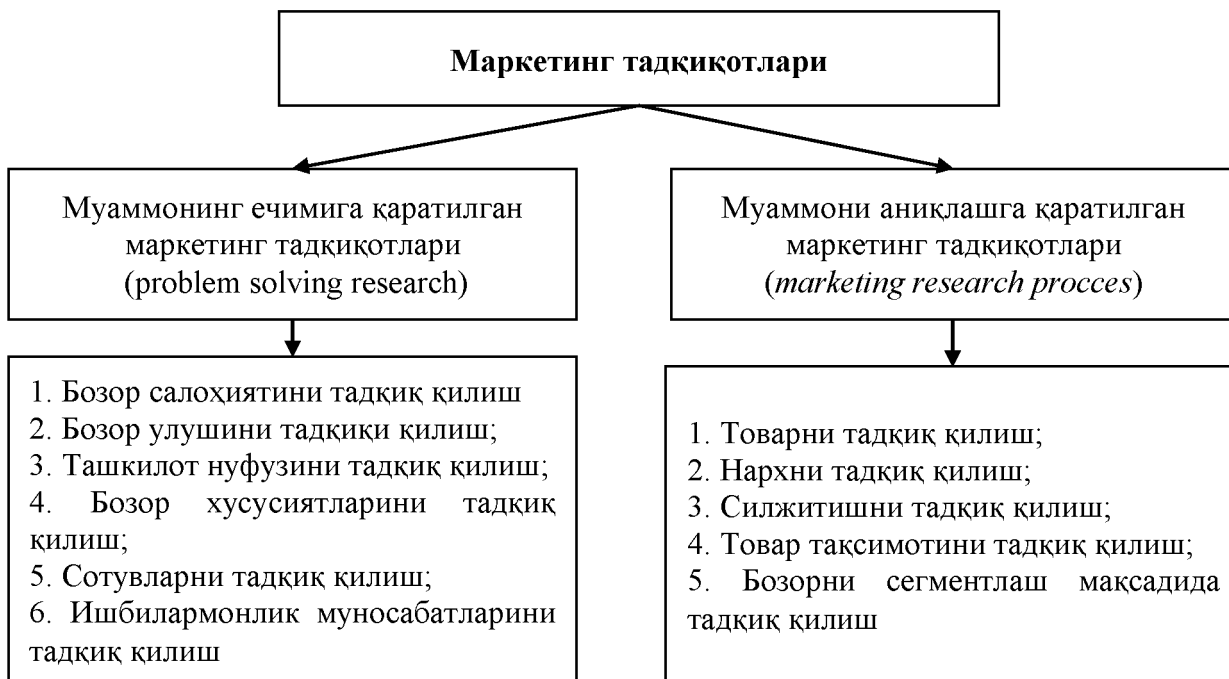 Маркетинг тадқиқотлари
Муаммонинг ечимига қаратилган
маркетинг тадқиқотлари
(problem solving research)
Муаммони аниқлашга қаратилган
маркетинг тадқиқотлари
(marketing research procces)
1. Бозор салоҳиятини тадқиқ қилиш
2. Бозор улушини тадқиқи қилиш;
3. Ташкилот нуфузини тадқиқ қилиш;
4. Бозор хусусиятларини тадқиқ
қилиш;
5. Сотувларни тадқиқ қилиш;
6. Ишбилармонлик муносабатларини
тадқиқ қилиш
1. Товарни тадқиқ қилиш;
2. Нархни тадқиқ қилиш;
3. Силжитишни тадқиқ қилиш;
4. Товар тақсимотини тадқиқ қилиш;
5. Бозорни сегментлаш мақсадида
тадқиқ қилиш